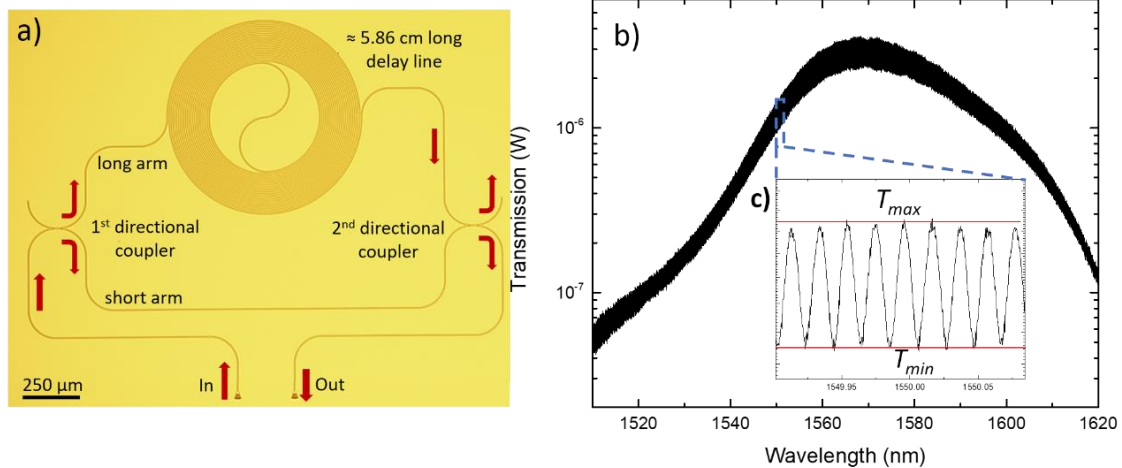 a)
≈ 5.86 cm long
delay line
long arm
1st directional
coupler
2nd directional
coupler
short arm
250 µm
In
Out
b)
Transmission (W)
10-6
10-7
c)
Tmax
Tmin
1549.95
1550.00
1550.05
1520
1540
1560
1580
1600
1620
Wavelength (nm)